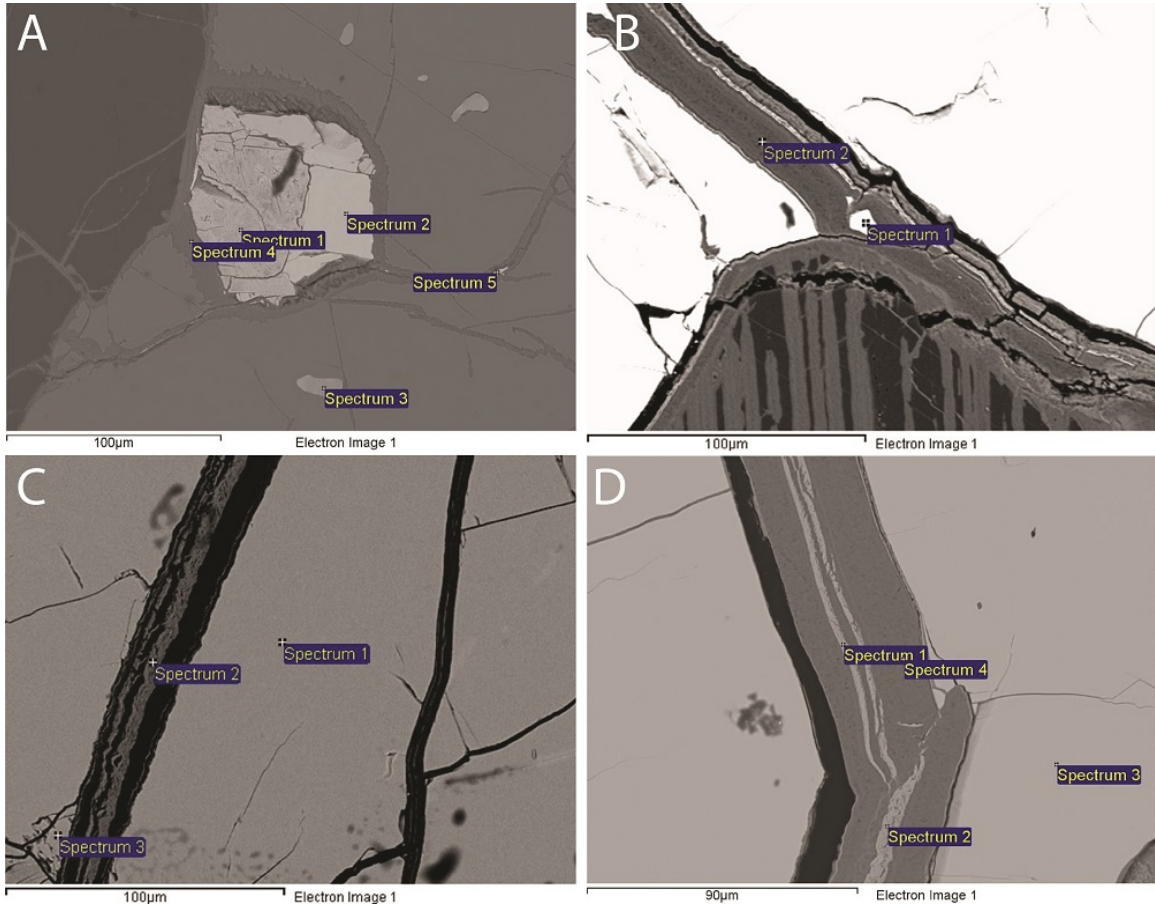 A
Spectrum 2
Spectrum 1
Spectrum 4
Spectrum 5
Spectrum 3
100µm
Electron Image 1
B
Spectrum 2
Spectrum 1
100µm
Electron Image 1
C
Spectrum 1
Spectrum 2
Spectrum 3
100µm
Electron Image 1
D
Spectrum 1
Spectrum 4
Spectrum 3
Spectrum 2
90µm
Electron Image 1